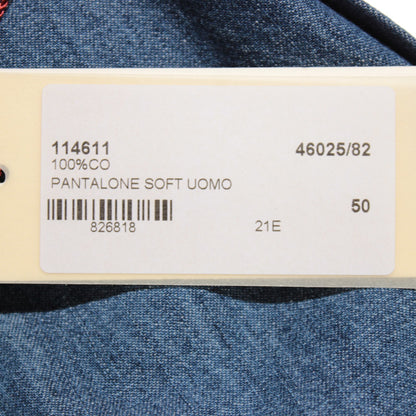 114611 46025/82
100%CO
PANTALONE SOFT UOMO
50
826818 21E